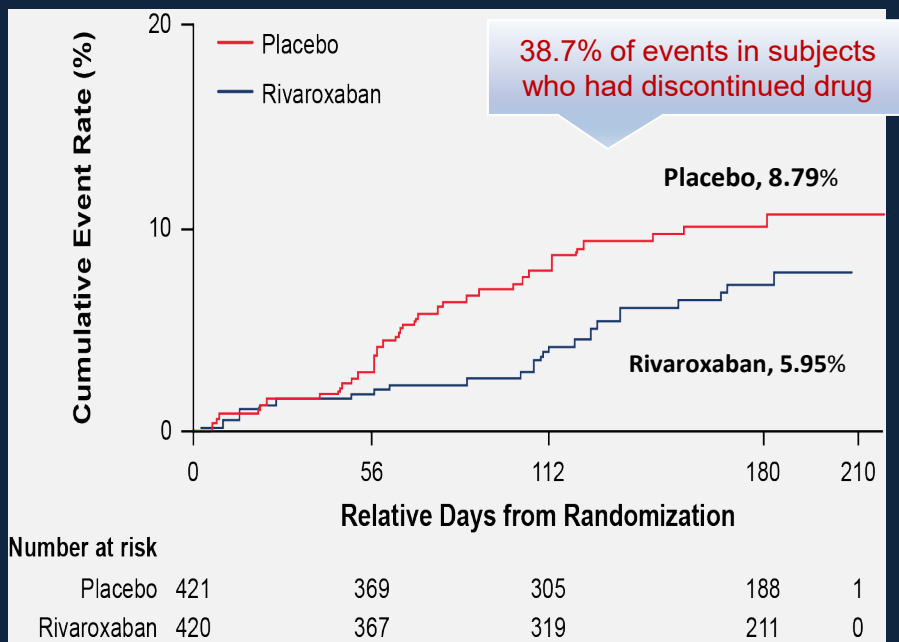 20
Placebo
Rivaroxaban
38.7% of events in subjects
who had discontinued drug
Cumulative Event Rate (%)
Placebo, 8.79%
10
Rivaroxaban, 5.95%
0
0 56 112 180 210
Relative Days from Randomization
Number at risk
Placebo 421 369 305 188 1
Rivaroxaban 420 367 319 211 0